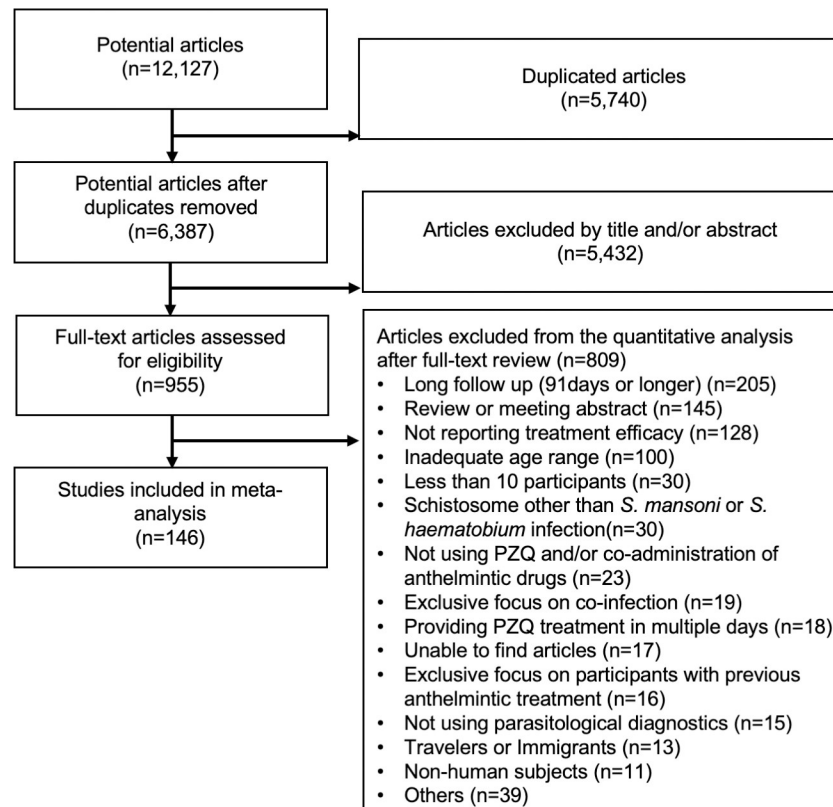 Potential articles
(n=12,127)
Duplicated articles
(n=5,740)
Potential articles after
duplicates removed
(n=6,387)
Articles excluded by title and/or abstract
(n=5,432)
Full-text articles assessed
for eligibility
(n=955)
Articles excluded from the quantitative analysis
after full-text review (n=809)
• Long follow up (91days or longer) (n=205)
• Review or meeting abstract (n=145)
• Not reporting treatment efficacy (n=128)
• Inadequate age range (n=100)
• Less than 10 participants (n=30)
• Schistosome other than S. mansoni or S.
haematobium infection(n=30)
• Not using PZQ and/or co-administration of
anthelmintic drugs (n=23)
• Exclusive focus on co-infection (n=19)
• Providing PZQ treatment in multiple days (n=18)
• Unable to find articles (n=17)
• Exclusive focus on participants with previous
anthelmintic treatment (n=16)
• Not using parasitological diagnostics (n=15)
• Travelers or Immigrants (n=13)
• Non-human subjects (n=11)
• Others (n=39)
Studies included in meta-
analysis
(n=146)